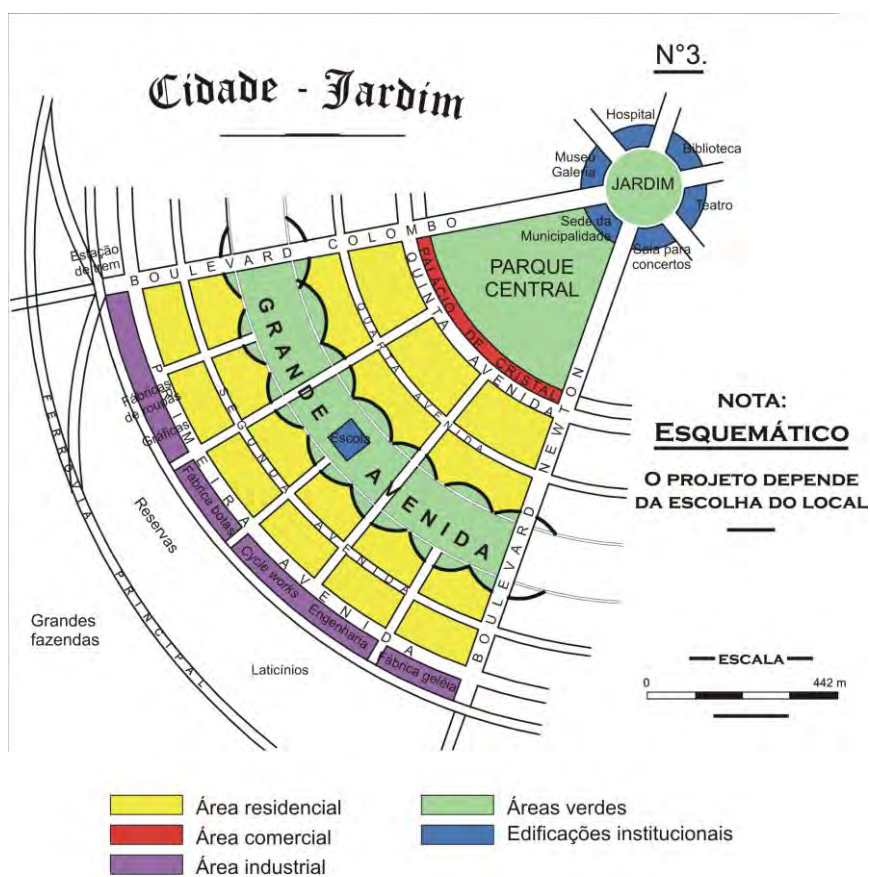 Cidade - Jardim
N°3.
Hospital
Museu
Galeria
Biblioteca
JARDIM
Teatro
Sede da
Municipalidade
Sala para
concertos
Estação
de trem
BOULEVARD COLOMBO
PARQUE
CENTRAL
PALÁCIO DE CRISTAL
QUINTA AVENIDA
QUARTA AVENIDA
GRANDE AVENIDA
Escola
SEGUNDA AVENIDA
PRIMEIRA AVENIDA
BOULEVARD NEWTON
Fábricas
de roupas
Gráficas
Fábrica botas
Cycle works
Engenharia
Fábrica geléia
FERROVIA PRINCIPAL
Reservas
Grandes
fazendas
Laticínios
NOTA:
ESQUEMÁTICO
O PROJETO DEPENDE
DA ESCOLHA DO LOCAL
ESCALA
0 442 m
Área residencial
Área comercial
Área industrial
Áreas verdes
Edificações institucionais